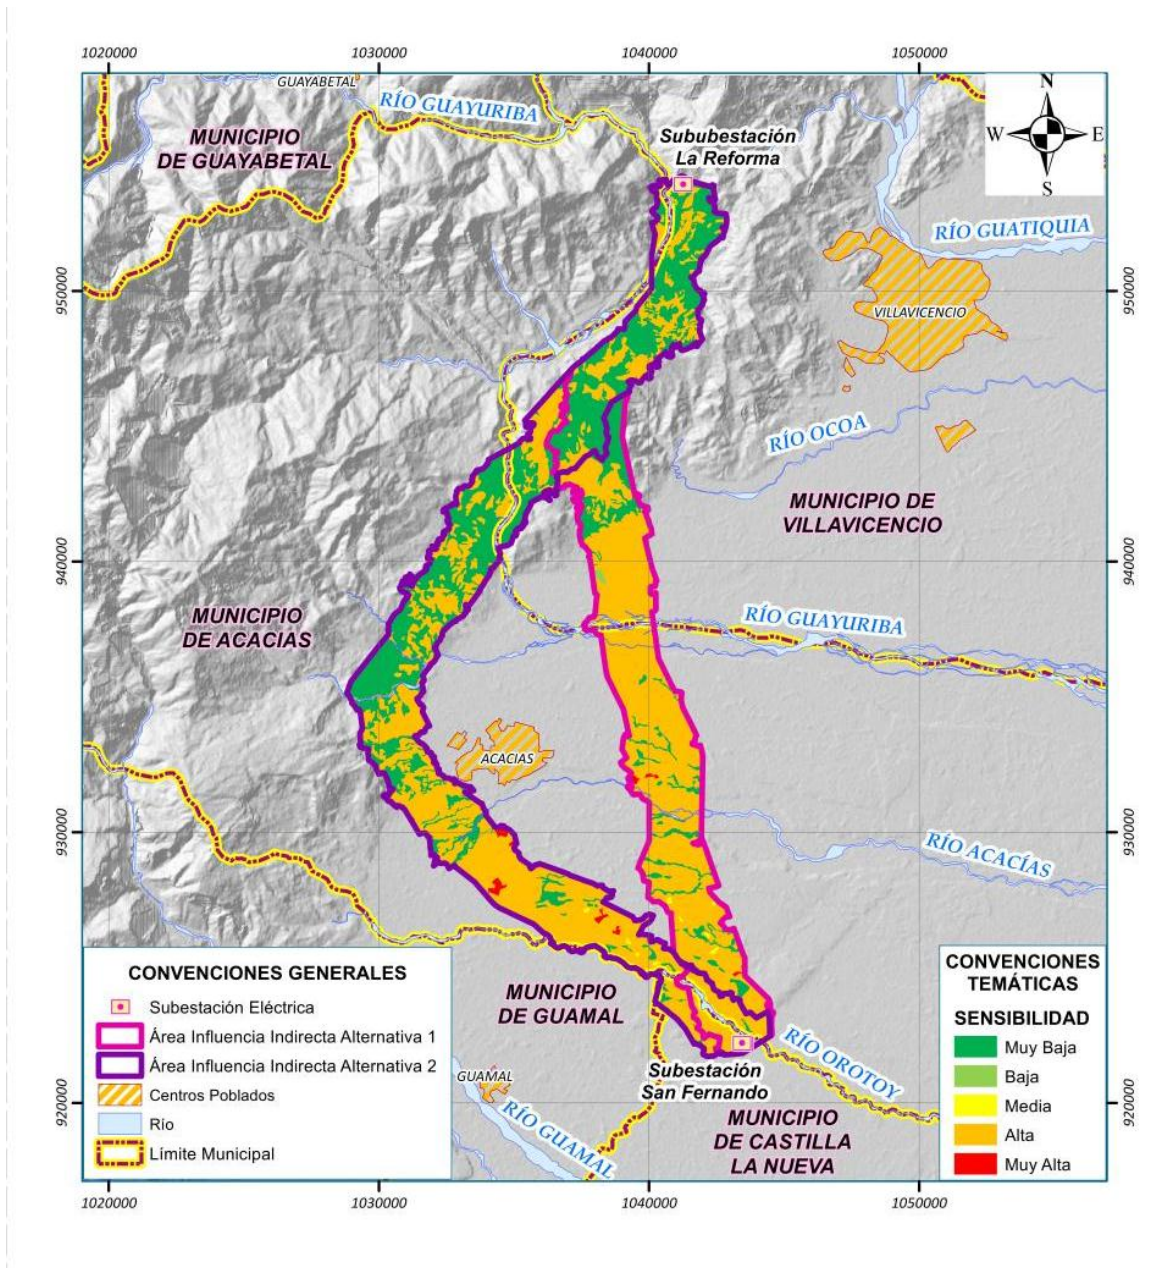 1020000
1030000
1040000
1050000
GUAYABETAL
RÍO GUAYURIBA
N
W
E
S
MUNICIPIO
DE GUAYABETAL
Sububestación
La Reforma
RÍO GUATIQUIA
950000
950000
VILLAVICENCIO
RÍO OCOA
MUNICIPIO DE
VILLAVICENCIO
940000
940000
MUNICIPIO
DE ACACIAS
RÍO GUAYURIBA
ACACIAS
930000
930000
RÍO ACACÍAS
CONVENCIONES GENERALES
Subestación Eléctrica
Área Influencia Indirecta Alternativa 1
Área Influencia Indirecta Alternativa 2
Centros Poblados
Río
Límite Municipal
MUNICIPIO
DE GUAMAL
GUAMAL
RÍO GUAMAL
Subestación
San Fernando
RÍO OROTOY
MUNICIPIO
DE CASTILLA
LA NUEVA
CONVENCIONES
TEMÁTICAS
SENSIBILIDAD
Muy Baja
Baja
Media
Alta
Muy Alta
920000
920000
1020000
1030000
1040000
1050000